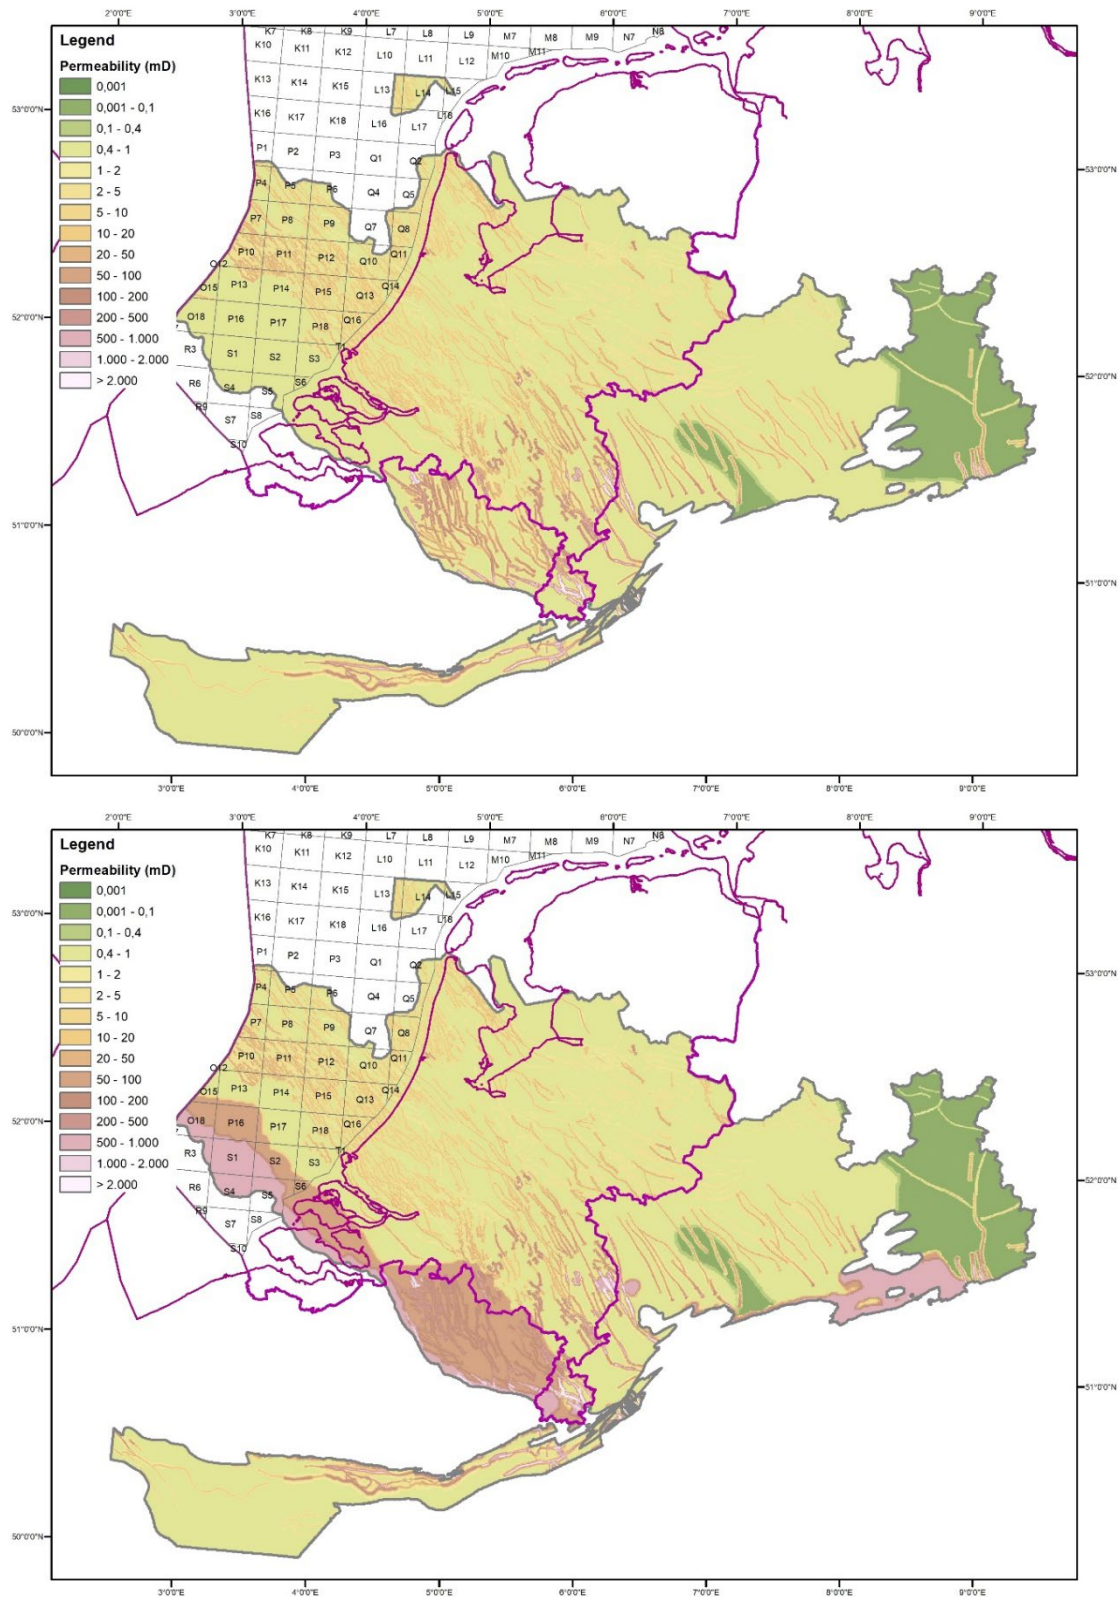 2°0'0"E 3°0'0"E 4°0'0"E 5°0'0"E 6°0'0"E 7°0'0"E 8°0'0"E 9°0'0"E
Legend
Permeability (mD)
0,001
0,001 - 0,1
0,1 - 0,4
0,4 - 1
1 - 2
2 - 5
5 - 10
10 - 20
20 - 50
50 - 100
100 - 200
200 - 500
500 - 1.000
1.000 - 2.000
> 2.000
K7 K8 K9 L7 L8 L9 M7 M8 M9 N7 N8
K10 K11 K12 L10 L11 L12 M10 M11
K13 K14 K15 L13 L14 L15
K16 K17 K18 L16 L17 L18
P1 P2 P3 Q1 Q2
P4 P5 P6 Q4 Q5
P7 P8 P9 Q7 Q8
O12 P10 P11 P12 Q10 Q11
O15 P13 P14 P15 Q13 Q14
O18 P16 P17 P18 Q16
R3 S1 S2 S3 T1
R6 S4 S5 S6
R9 S7 S8
S10
53°0'0"N
52°0'0"N
51°0'0"N
50°0'0"N
53°0'0"N
52°0'0"N
51°0'0"N
3°0'0"E 4°0'0"E 5°0'0"E 6°0'0"E 7°0'0"E 8°0'0"E 9°0'0"E
2°0'0"E 3°0'0"E 4°0'0"E 5°0'0"E 6°0'0"E 7°0'0"E 8°0'0"E 9°0'0"E
Legend
Permeability (mD)
0,001
0,001 - 0,1
0,1 - 0,4
0,4 - 1
1 - 2
2 - 5
5 - 10
10 - 20
20 - 50
50 - 100
100 - 200
200 - 500
500 - 1.000
1.000 - 2.000
> 2.000
K7 K8 K9 L7 L8 L9 M7 M8 M9 N7 N8
K10 K11 K12 L10 L11 L12 M10 M11
K13 K14 K15 L13 L14 L15
K16 K17 K18 L16 L17 L18
P1 P2 P3 Q1 Q2
P4 P5 P6 Q4 Q5
P7 P8 P9 Q7 Q8
O12 P10 P11 P12 Q10 Q11
O15 P13 P14 P15 Q13 Q14
O18 P16 P17 P18 Q16
R3 S1 S2 S3 T1
R6 S4 S5 S6
R9 S7 S8
S10
53°0'0"N
52°0'0"N
51°0'0"N
50°0'0"N
53°0'0"N
52°0'0"N
51°0'0"N
3°0'0"E 4°0'0"E 5°0'0"E 6°0'0"E 7°0'0"E 8°0'0"E 9°0'0"E